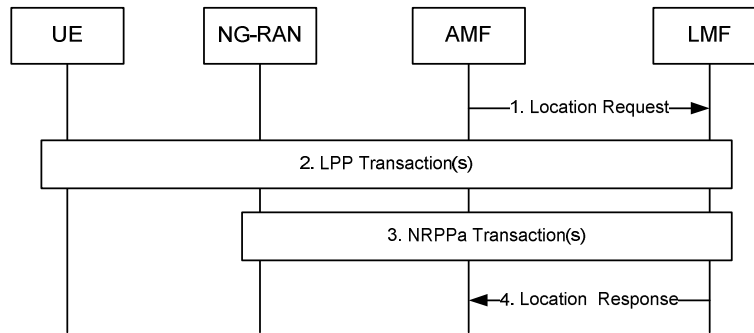 UE
NG-RAN
AMF
LMF
1. Location Request
2. LPP Transaction(s)
3. NRPPa Transaction(s)
4. Location Response